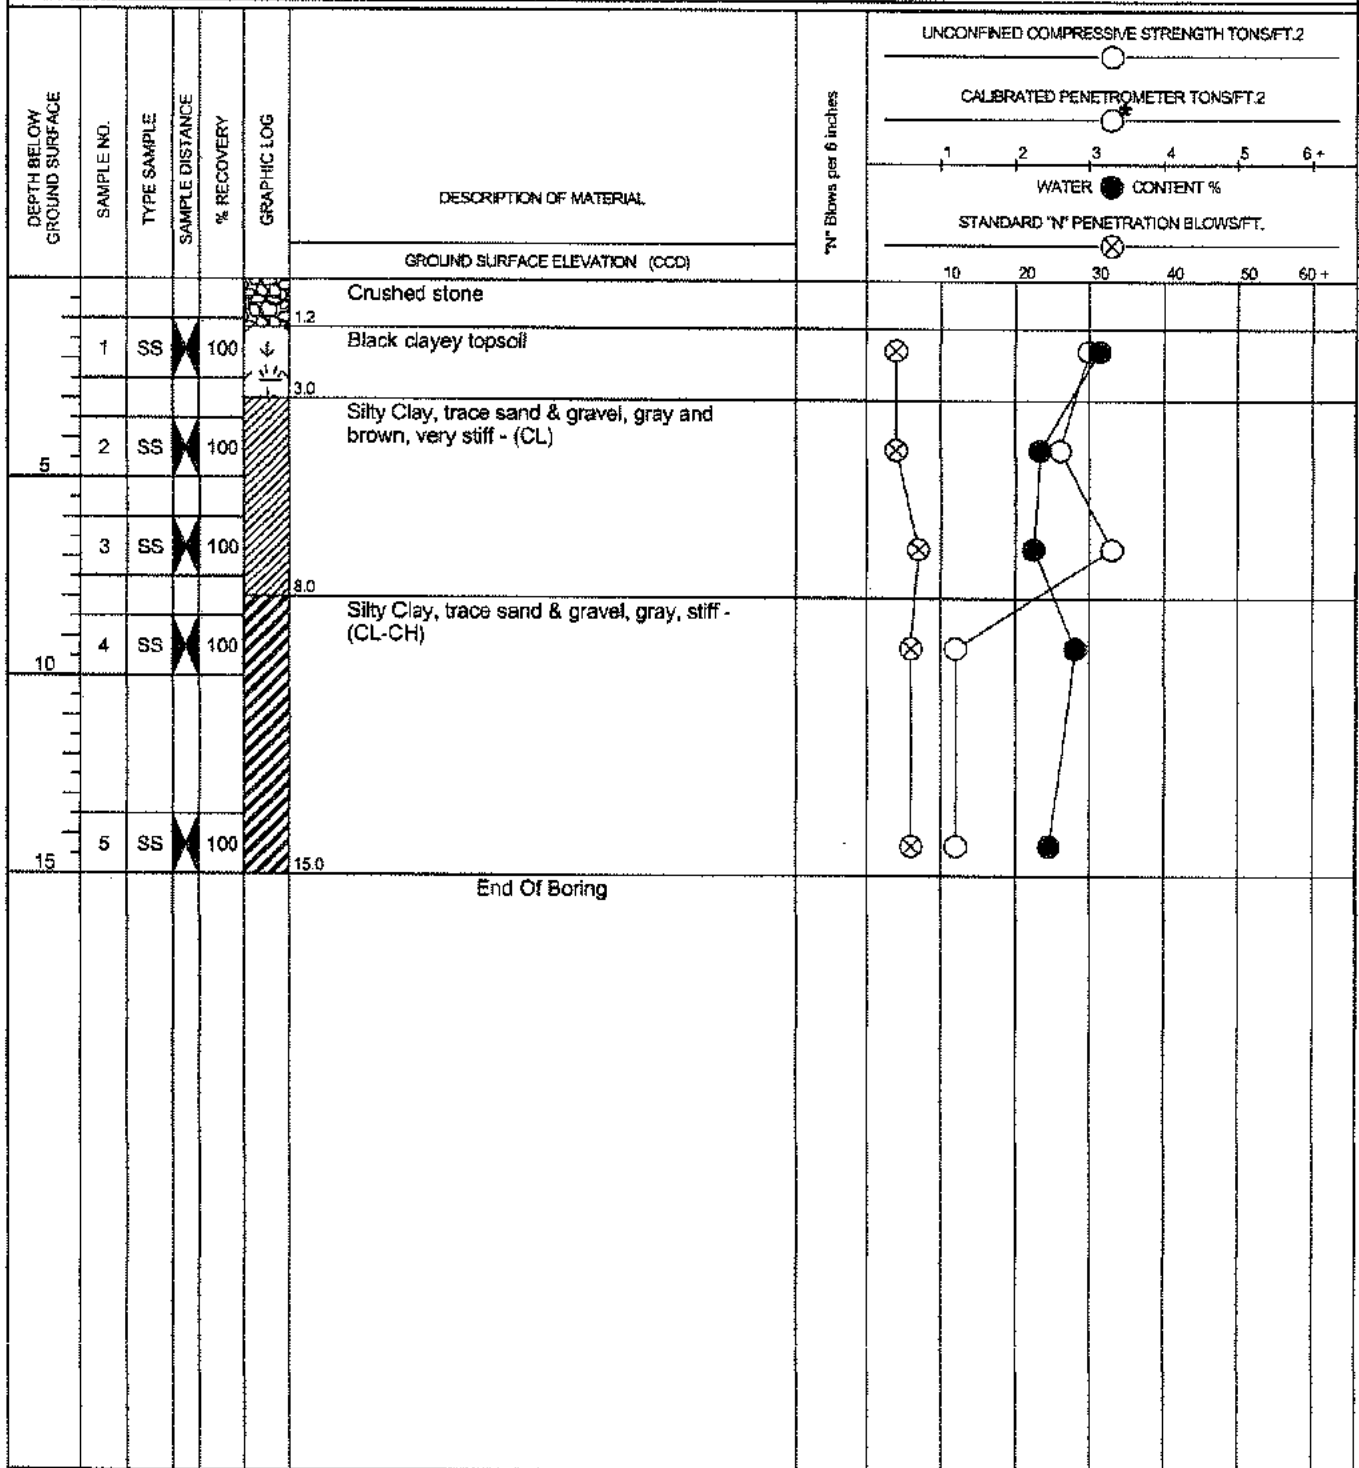 DEPTH BELOW
GROUND SURFACE
SAMPLE NO.
TYPE SAMPLE
SAMPLE DISTANCE
% RECOVERY
GRAPHIC LOG
DESCRIPTION OF MATERIAL
GROUND SURFACE ELEVATION (CCD)
"N" Blows per 6 inches
UNCONFINED COMPRESSIVE STRENGTH TONS/FT.2
CALIBRATED PENETROMETER TONS/FT.2
*
1 2 3 4 5 6+
WATER CONTENT %
STANDARD "N" PENETRATION BLOWS/FT.
10 20 30 40 50 60+
Crushed stone
1.2
1 SS 100 Black clayey topsoil
3.0
Silty Clay, trace sand & gravel, gray and
brown, very stiff - (CL)
2 SS 100
5
3 SS 100
8.0
Silty Clay, trace sand & gravel, gray, stiff -
(CL-CH)
4 SS 100
10
5 SS 100
15
15.0
End Of Boring